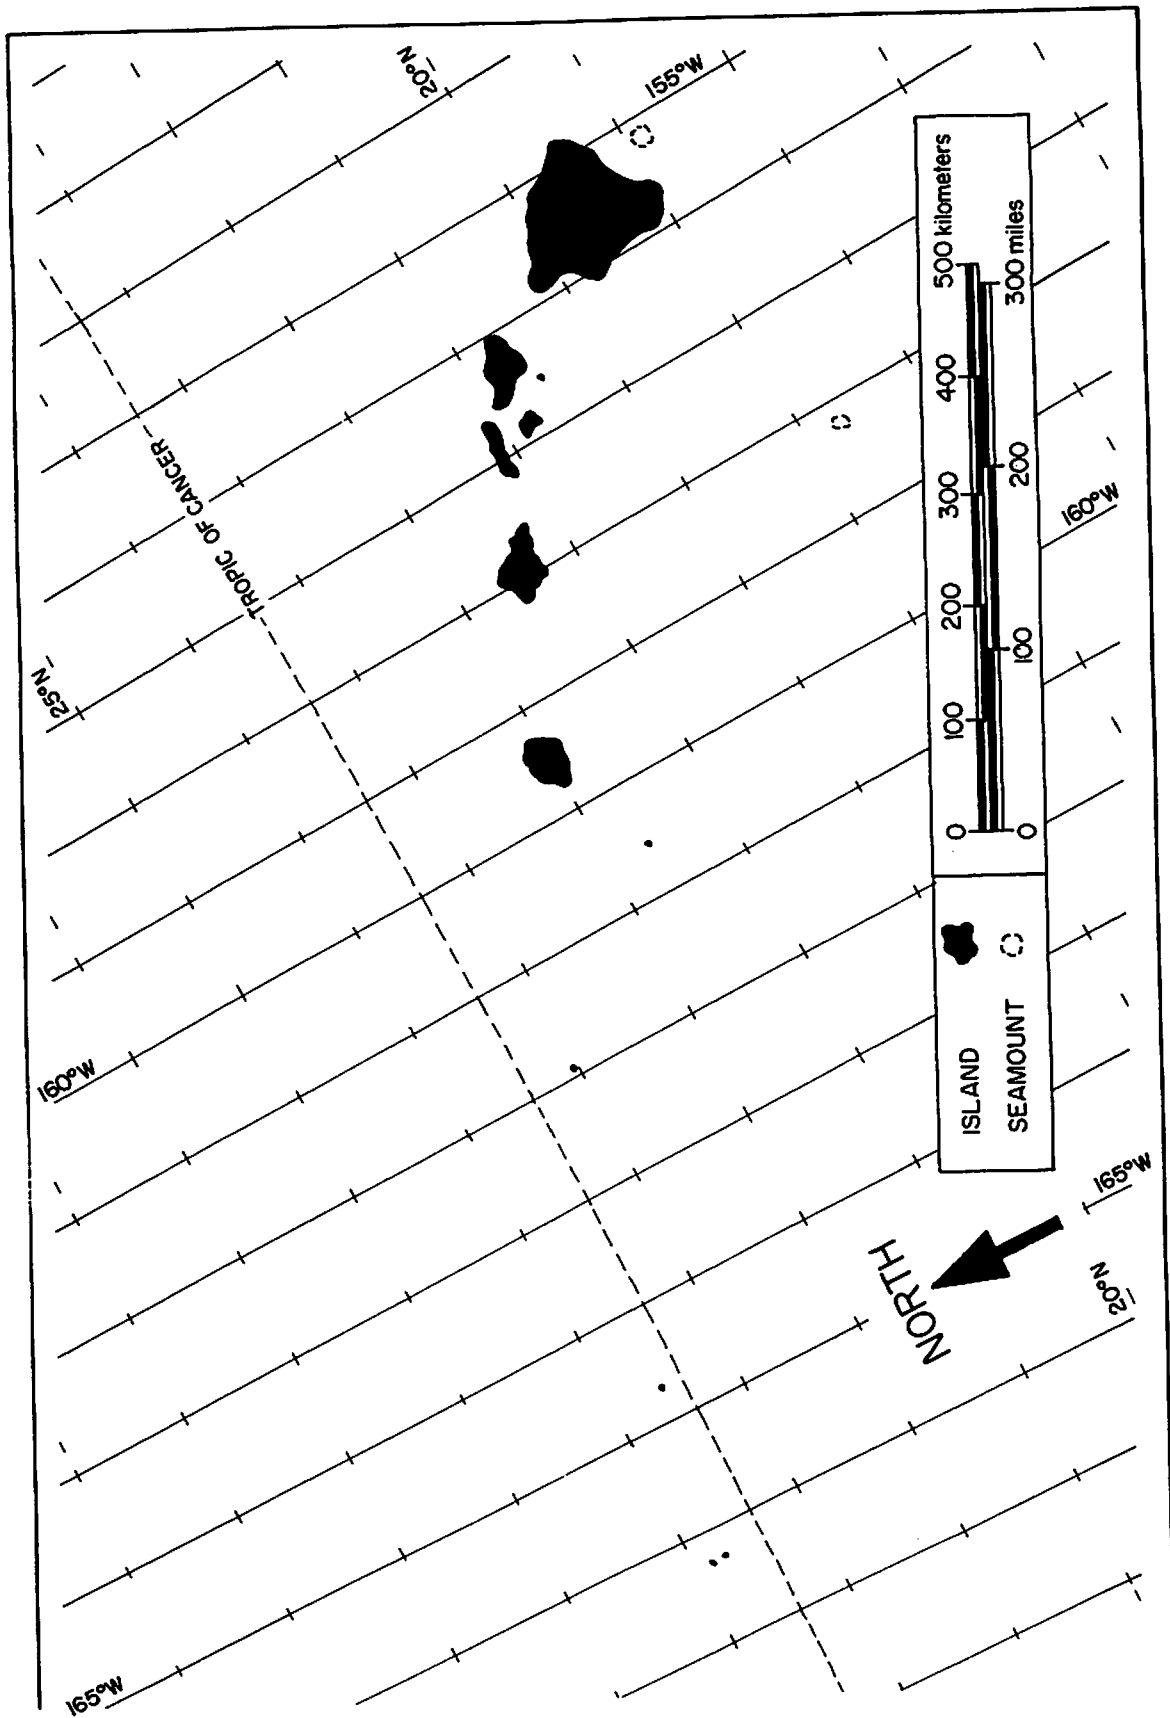 20°N
155°W
TROPIC OF CANCER
25°N
160°W
165°W
160°W
165°W
20°N
NORTH
ISLAND
SEAMOUNT
0 100 200 300 400 500 kilometers
0 100 200 300 miles